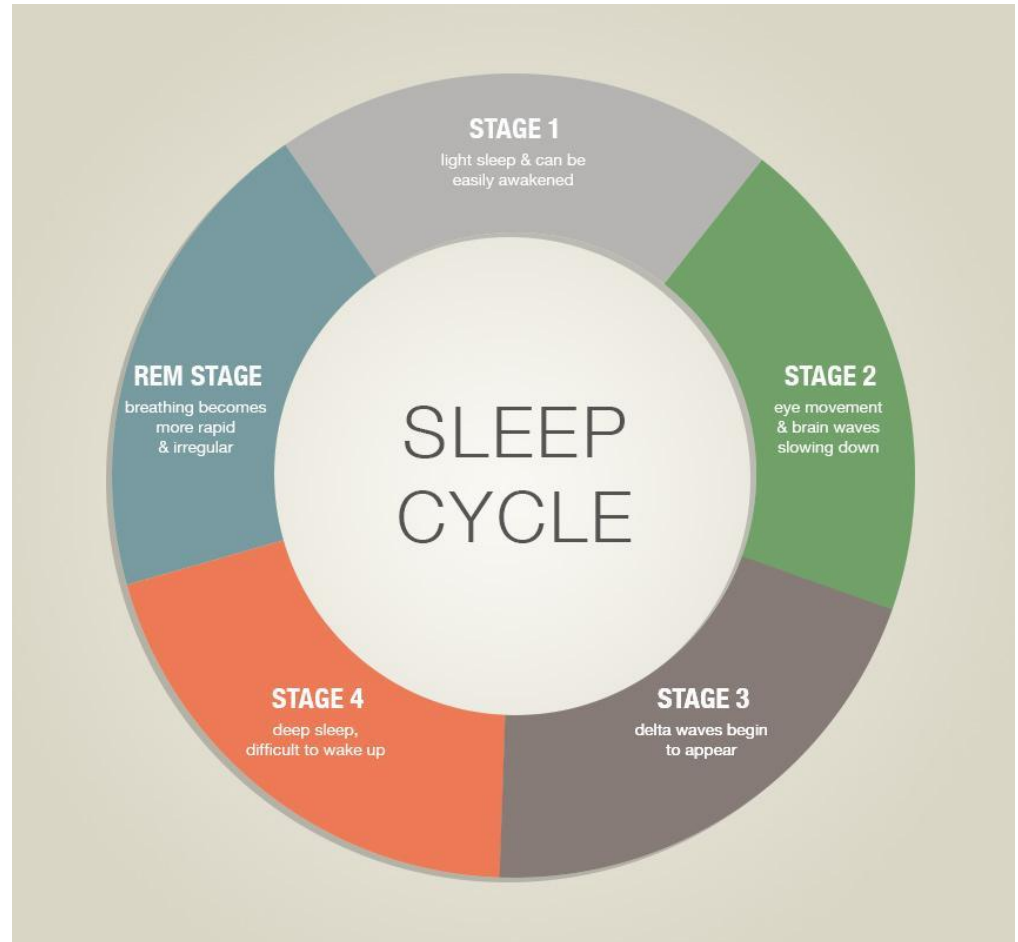 STAGE 1
light sleep & can be
easily awakened
STAGE 2
eye movement
& brain waves
slowing down
STAGE 3
delta waves begin
to appear
STAGE 4
deep sleep,
difficult to wake up
REM STAGE
breathing becomes
more rapid
& irregular
SLEEP
CYCLE